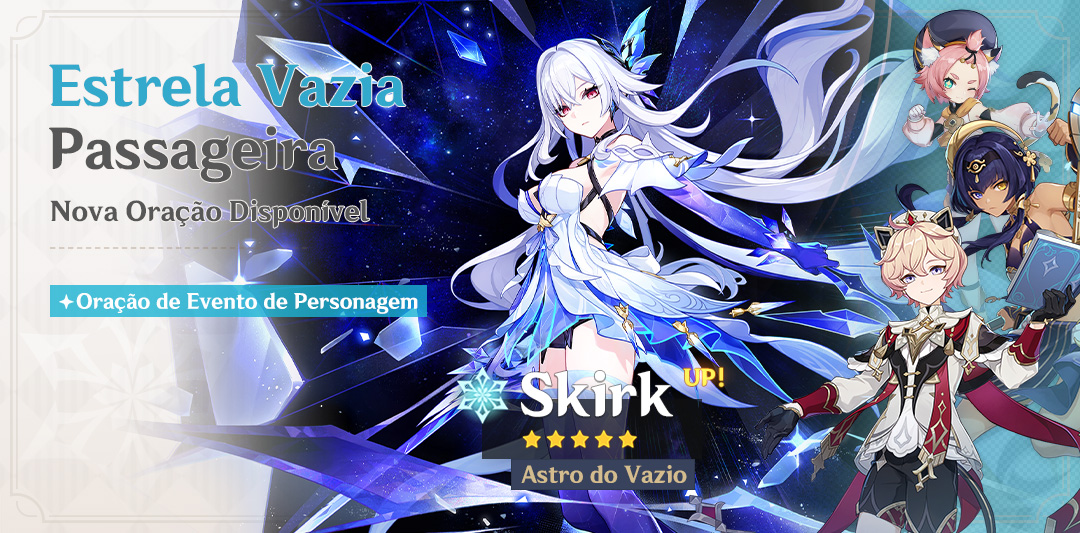 Estrela Vazia
Passageira
Nova Oração Disponível
Oração de Evento de Personagem
Skirk UP!
Astro do Vazio